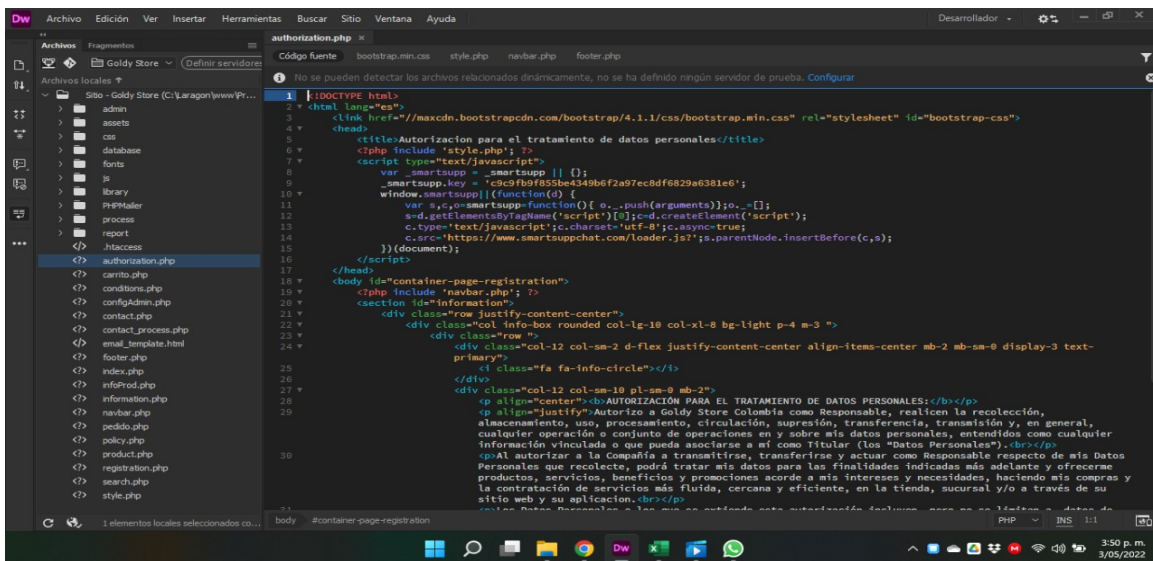 Dw Archivo Edición Ver Insertar Herramientas Buscar Sitio Ventana Ayuda Desarrollador
Archivos Fragmentos
authorization.php
Código fuente bootstrap.min.css style.php navbar.php footer.php
Goldy Store (Definir servidores
No se pueden detectar los archivos relacionados dinámicamente, no se ha definido ningún servidor de prueba. Configurar
Archivos locales
Sitio - Goldy Store (C:\Laragon\www\Pr...
admin
assets
css
database
fonts
js
library
PHPMailer
process
report
.htaccess
authorization.php
carrito.php
conditions.php
configAdmin.php
contact.php
contact_process.php
email_template.html
footer.php
index.php
infoProd.php
information.php
navbar.php
pedido.php
policy.php
product.php
registration.php
search.php
style.php
1 elementos locales seleccionados co...
1 <!DOCTYPE html>
2 <html lang="es">
3 <link href="//maxcdn.bootstrapcdn.com/bootstrap/4.1.1/css/bootstrap.min.css" rel="stylesheet" id="bootstrap-css">
4 <head>
5 <title>Autorizacion para el tratamiento de datos personales</title>
6 <?php include 'style.php'; ?>
7 <script type="text/javascript">
8 var _smartsupp = _smartsupp || {};
9 _smartsupp.key = 'c9c9fb9f855be4349b6f2a97ec8df6829a6381e6';
10 window.smartsupp||(function(d) {
11 var s,c,o=smartsupp=function(){ o._.push(arguments)};o._=[];
12 s=d.getElementsByTagName('script')[0];c=d.createElement('script');
13 c.type='text/javascript';c.charset='utf-8';c.async=true;
14 c.src='https://www.smartsuppchat.com/loader.js?';s.parentNode.insertBefore(c,s);
15 })(document);
16 </script>
17 </head>
18 <body id="container-page-registration">
19 <?php include 'navbar.php'; ?>
20 <section id="information">
21 <div class="row justify-content-center">
22 <div class="col info-box rounded col-lg-10 col-xl-8 bg-light p-4 m-3 ">
23 <div class="row ">
24 <div class="col-12 col-sm-2 d-flex justify-content-center align-items-center mb-2 mb-sm-0 display-3 text-
primary">
25 <i class="fa fa-info-circle"></i>
26 </div>
27 <div class="col-12 col-sm-10 pl-sm-0 mb-2">
28 <p align="center"><b>AUTORIZACIÓN PARA EL TRATAMIENTO DE DATOS PERSONALES:</b></p>
29 <p align="justify">Autorizo a Goldy Store Colombia como Responsable, realicen la recolección,
almacenamiento, uso, procesamiento, circulación, supresión, transferencia, transmisión y, en general,
cualquier operación o conjunto de operaciones en y sobre mis datos personales, entendidos como cualquier
información vinculada o que pueda asociarse a mí como Titular (los "Datos Personales").<br></p>
30 <p>Al autorizar a la Compañía a transmitirse, transferirse y actuar como Responsable respecto de mis Datos
Personales que recolecte, podrá tratar mis datos para las finalidades indicadas más adelante y ofrecerme
productos, servicios, beneficios y promociones acorde a mis intereses y necesidades, haciendo mis compras y
la contratación de servicios más fluida, cercana y eficiente, en la tienda, sucursal y/o a través de su
sitio web y su aplicacion.<br></p>
31 <p>Los Datos Personales a los que se extiende esta autorización incluyen, pero no se limitan a, datos de
body #container-page-registration PHP INS 1:1
Dw
3:50 p. m.
3/05/2022